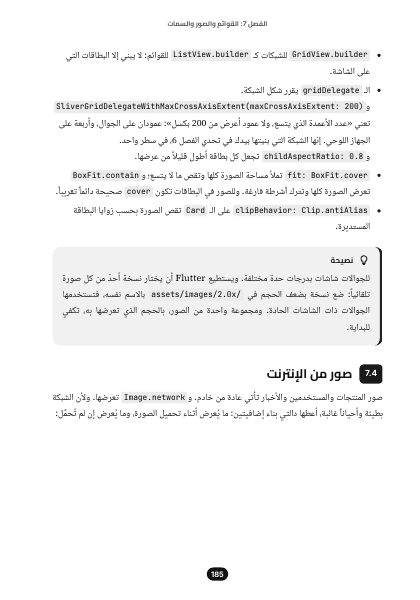 الفصل 7: القوائم والصور والسمات
• GridView.builder للشبكات كـ ListView.builder للقوائم: لا يبني إلا البطاقات التي
على الشاشة.
• الـ gridDelegate يقرر شكل الشبكة.
و SliverGridDelegateWithMaxCrossAxisExtent(maxCrossAxisExtent: 200)
تعني «عدد الأعمدة الذي يتسع، ولا عمود أعرض من 200 بكسل»: عمودان على الجوال، وأربعة على
الجهاز اللوحي. إنها الشبكة التي بنيتها بيدك في تحدي الفصل 6، في سطر واحد.
و childAspectRatio: 0.8 تجعل كل بطاقة أطول قليلاً من عرضها.
• fit: BoxFit.cover تملأ مساحة الصورة كلها وتقص ما لا يتسع؛ و BoxFit.contain
تعرض الصورة كلها وتترك أشرطة فارغة. وللصور في البطاقات تكون cover صحيحة دائماً تقريباً.
• clipBehavior: Clip.antiAlias على الـ Card تقص الصورة بحسب زوايا البطاقة
المستديرة.
نصيحة
للجوالات شاشات بدرجات حدة مختلفة. ويستطيع Flutter أن يختار نسخة أحدّ من كل صورة
تلقائياً: ضع نسخة بضعف الحجم في assets/images/2.0x/ بالاسم نفسه، فتستخدمها
الجوالات ذات الشاشات الحادة. ومجموعة واحدة من الصور، بالحجم الذي تعرضها به، تكفي
للبداية.
7.4 صور من الإنترنت
صور المنتجات والمستخدمين والأخبار تأتي عادة من خادم. و Image.network تعرضها. ولأن الشبكة
بطيئة وأحياناً غائبة، أعطها دالتي بناء إضافيتين: ما يُعرض أثناء تحميل الصورة، وما يُعرض إن لم تُحمَّل:
185